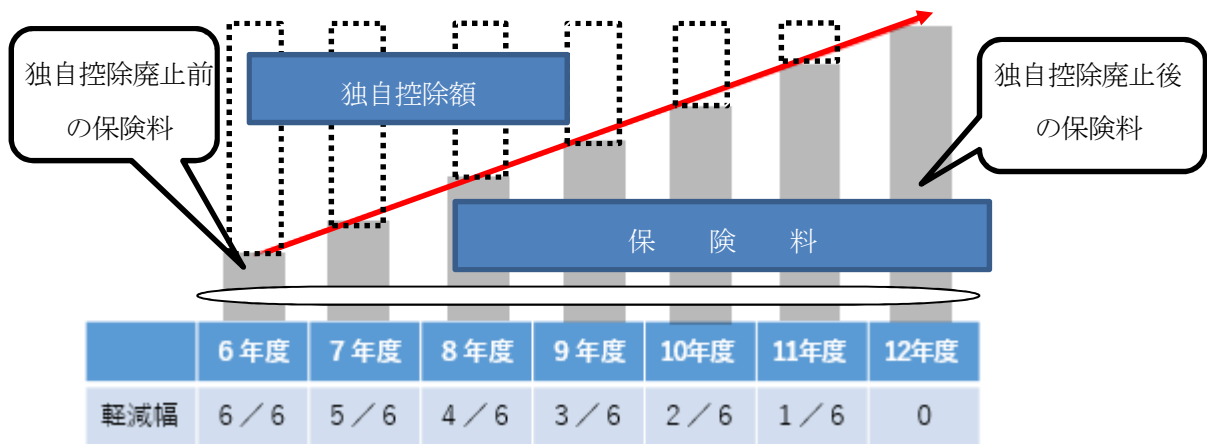 独自控除廃止前
の保険料
独自控除額
独自控除廃止後
の保険料
保　険　料
6年度 7年度 8年度 9年度 10年度 11年度 12年度
軽減幅 6／6 5／6 4／6 3／6 2／6 1／6 0